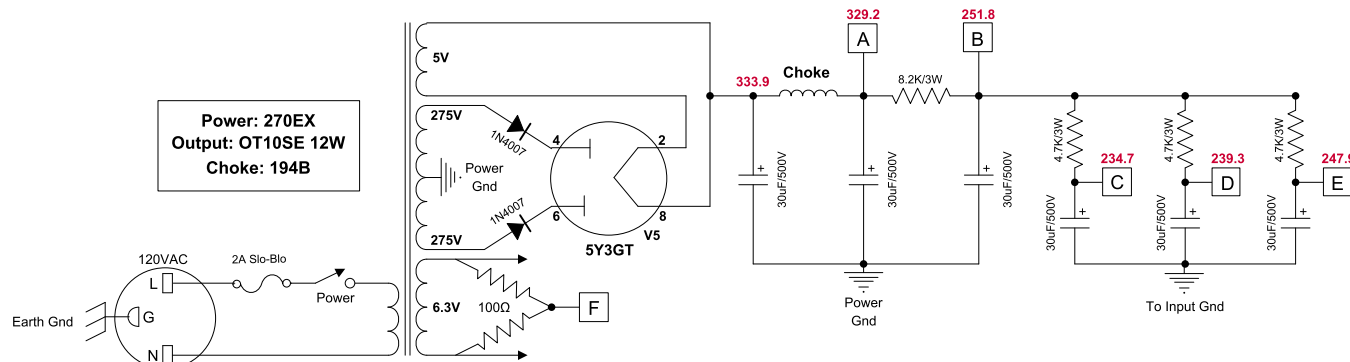 329.2
A
251.8
B
5V
333.9
Choke
8.2K/3W
Power: 270EX
Output: OT10SE 12W
Choke: 194B
275V
1N4007
4
2
Power
Gnd
1N4007
6
8
275V
V5
5Y3GT
30uF/500V
30uF/500V
30uF/500V
4.7K/3W
4.7K/3W
4.7K/3W
234.7
C
239.3
D
247.9
E
30uF/500V
30uF/500V
30uF/500V
120VAC
2A Slo-Blo
L
Power
Earth Gnd
G
N
6.3V
100Ω
F
Power
Gnd
To Input Gnd